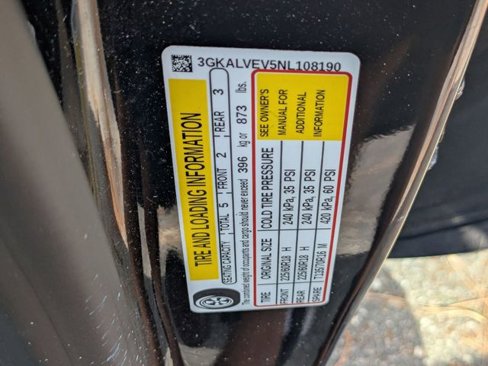 3GKALVEV5NL108190
TIRE AND LOADING INFORMATION
SEATING CAPACITY TOTAL 5 FRONT 2 REAR 3
The combined weight of occupants and cargo should never exceed 396 kg or 873 lbs.
TIRE ORIGINAL SIZE COLD TIRE PRESSURE SEE OWNER'S
FRONT 225/60R18 H 240 kPa, 35 PSI MANUAL FOR
REAR 225/60R18 H 240 kPa, 35 PSI ADDITIONAL
SPARE T135/70R16 M 420 kPa, 60 PSI INFORMATION